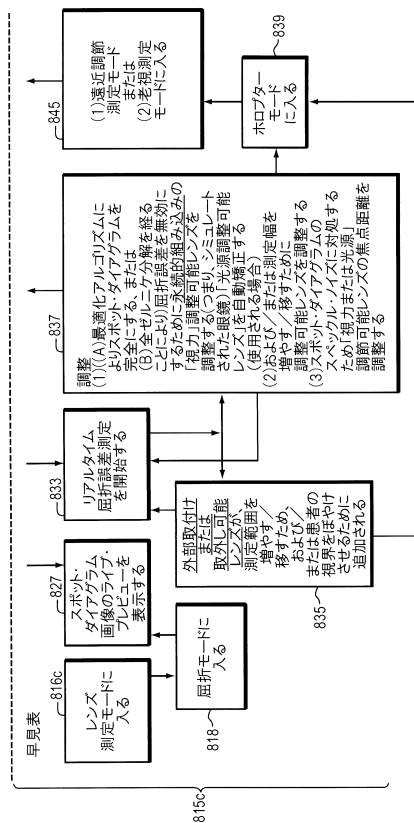 早見表
815c
816c
レンズ
測定モードに
入る
818
屈折モードに
入る
827
スポット・
ダイアグラム
画像のライブ・
プレビューを
表示する
833
リアルタイム
屈折誤差測定
を開始する
835
外部取付け
または
取外し可能
レンズが、
測定範囲を
増やす/
移すため、
および/
または患者の
視界をぼやけ
させるために
追加される
837
調整
(1)(A)最適化アルゴリズムに
よりスポット・ダイアグラムを
完全にする、または
(B)全ゼルニケ分解を経る
ことにより)屈折誤差を無効に
するために永続的組み込みの
「視力」調整可能レンズを
調整する(つまり、シミュレート
された眼鏡)「光源調整可能
レンズ」を自動矯正する
(使用される場合)
(2)および/または測定幅を
増やす/移すために
調整可能レンズを調整する
(3)スポット・ダイアグラムの
スペックル・ノイズに対処する
ため「視力または光源」
調節可能レンズの焦点距離を
調整する
839
ホロプター
モードに
入る
845
(1)遠近調節
測定モード
または
(2)老視測定
モードに入る